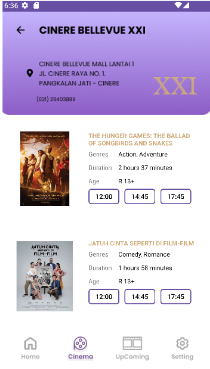 6:36
CINERE BELLEVUE XXI
CINERE BELLEVUE MALL LANTAI 1
JL. CINERE RAYA NO. 1.
PANGKALAN JATI - CINERE
XXI
(021) 29403889
THE HUNGER GAMES: THE BALLAD
OF SONGBIRDS AND SNAKES
Genres Action, Adventure
Duration 2 hours 37 minutes
Age R 13+
12:00 14:45 17:45
JATUH CINTA SEPERTI DI FILM-FILM
JATUH CINTA
SEPERTI DI
FILM-FILM
Genres Comedy, Romance
Duration 1 hours 58 minutes
Age R 13+
12:00 14:45 17:45
Home Cinema UpComing Setting